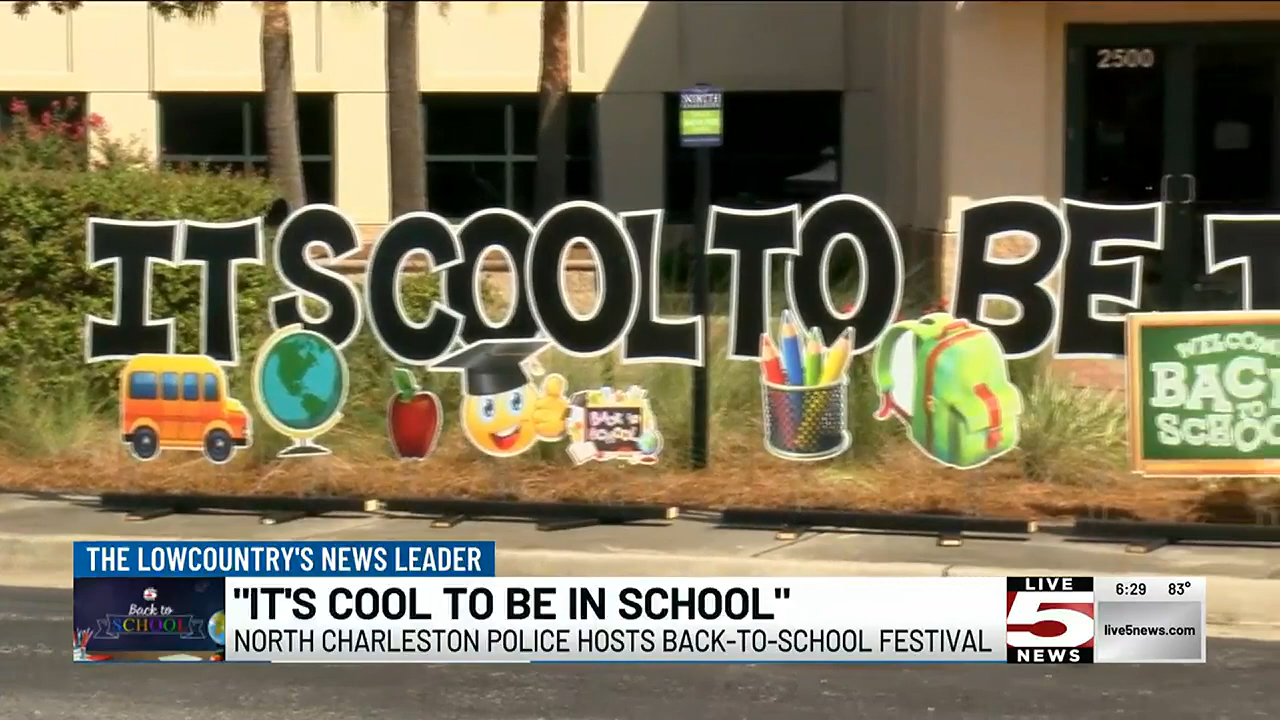 2500
NORTH
IT'S COOL TO BE
BACK TO SCHOOL
WELCOME
BACK
TO
SCHOO
THE LOWCOUNTRY'S NEWS LEADER
Back to
SCHOOL
"IT'S COOL TO BE IN SCHOOL"
NORTH CHARLESTON POLICE HOSTS BACK-TO-SCHOOL FESTIVAL
LIVE
5
NEWS
6:29 83°
live5news.com